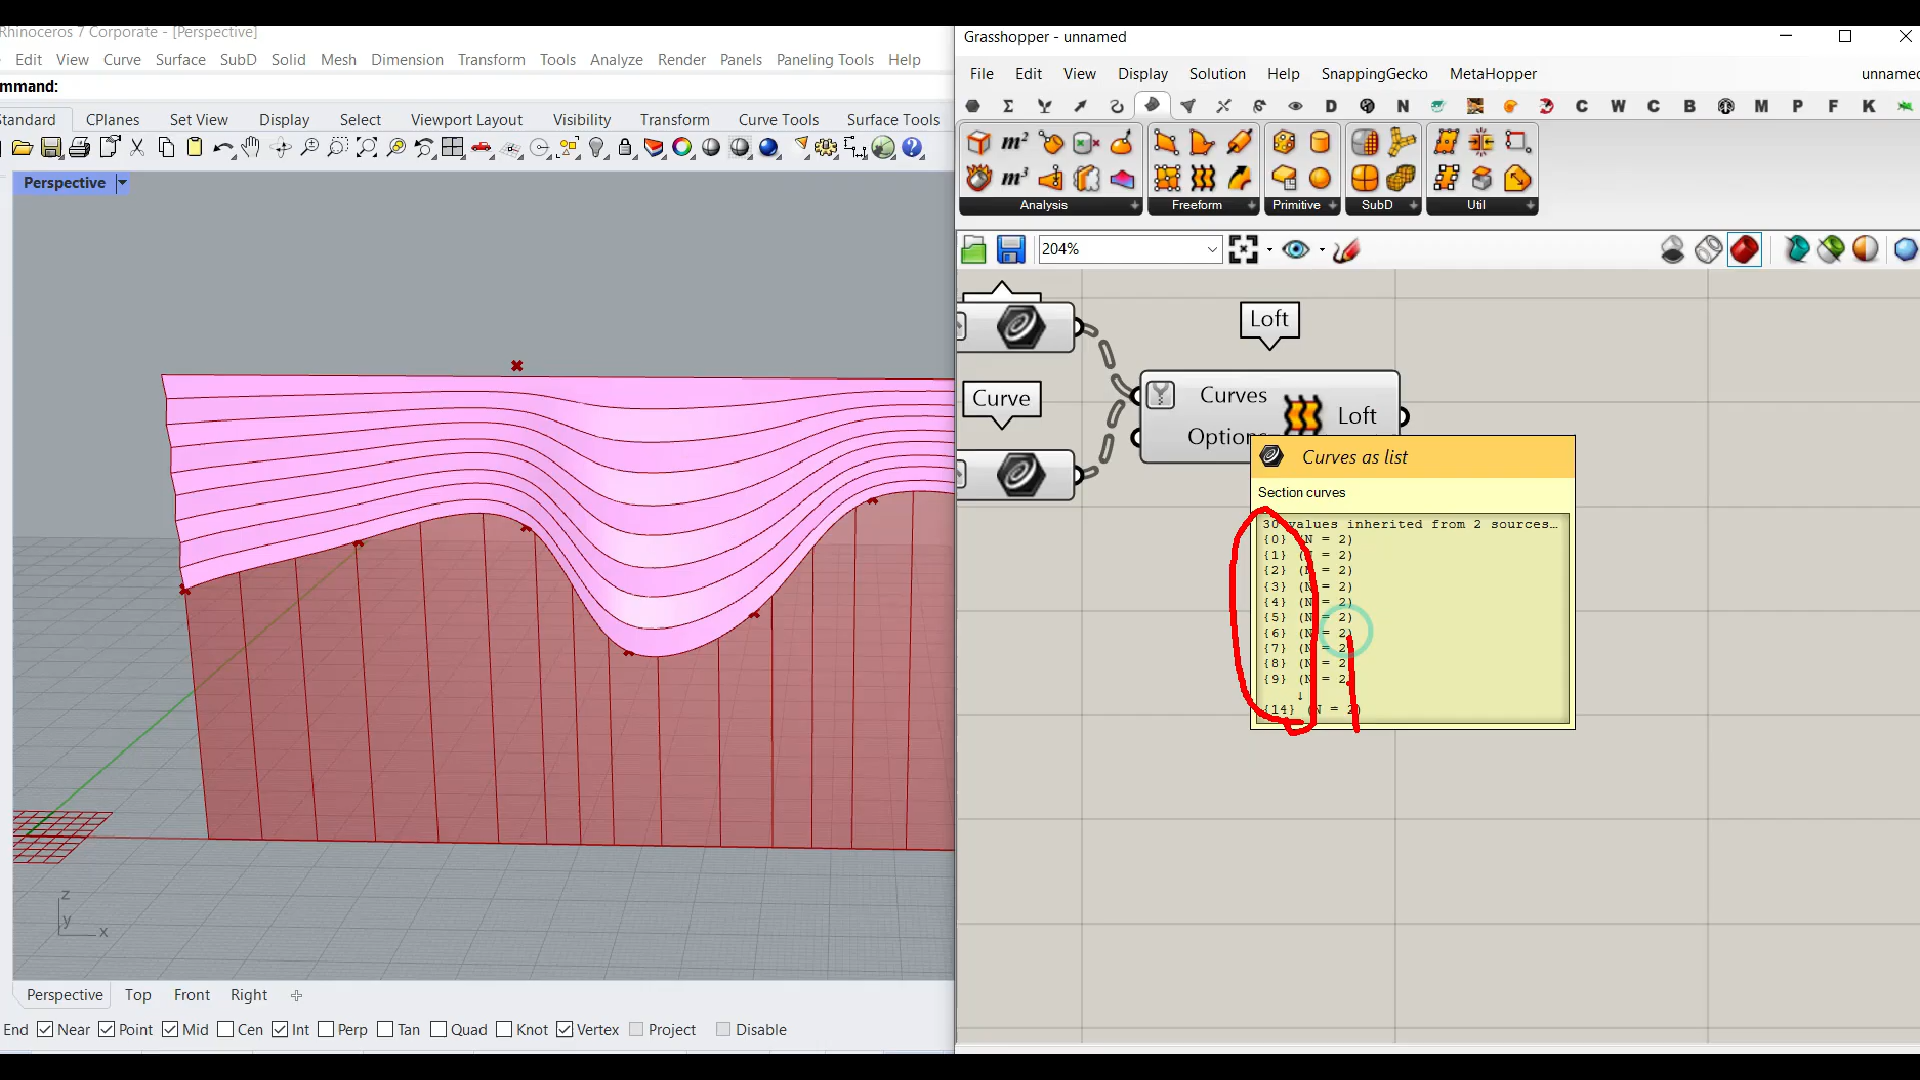 Rhinoceros 7 Corporate - [Perspective]
Edit View Curve Surface SubD Solid Mesh Dimension Transform Tools Analyze Render Panels Paneling Tools Help
mmand:
tandard CPlanes Set View Display Select Viewport Layout Visibility Transform Curve Tools Surface Tools
Perspective
z
y
x
Perspective Top Front Right
End Near Point Mid Cen Int Perp Tan Quad Knot Vertex Project Disable
Grasshopper - unnamed
File Edit View Display Solution Help SnappingGecko MetaHopper unnamed
D N C W C B M P F K
m²
m³
Analysis Freeform Primitive SubD Util
204%
Loft
Curve
Curves
Loft
Option
Curves as list
Section curves
30 values inherited from 2 sources…
{0} (N = 2)
{1} (N = 2)
{2} (N = 2)
{3} (N = 2)
{4} (N = 2)
{5} (N = 2)
{6} (N = 2)
{7} (N = 2)
{8} (N = 2)
{9} (N = 2)
↓
{14} (N = 2)